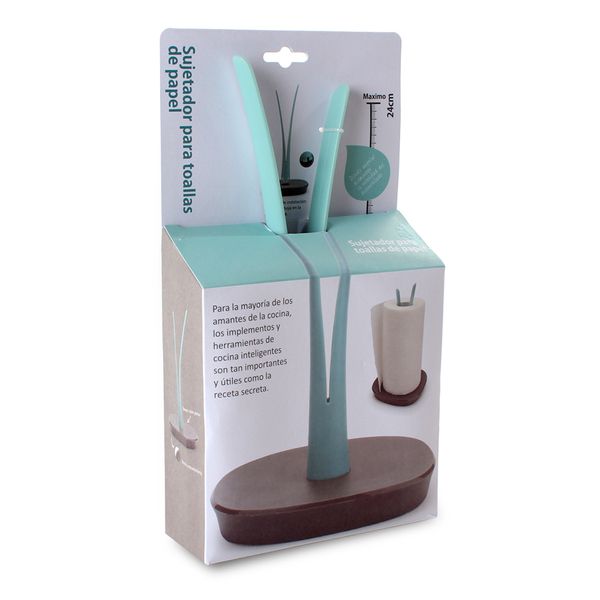 Sujetador para toallas
de papel
Maximo
24cm
Sujetador para
toallas de papel
Para la mayoría de los
amantes de la cocina,
los implementos y
herramientas de
cocina inteligentes
son tan importantes
y útiles como la
receta secreta.